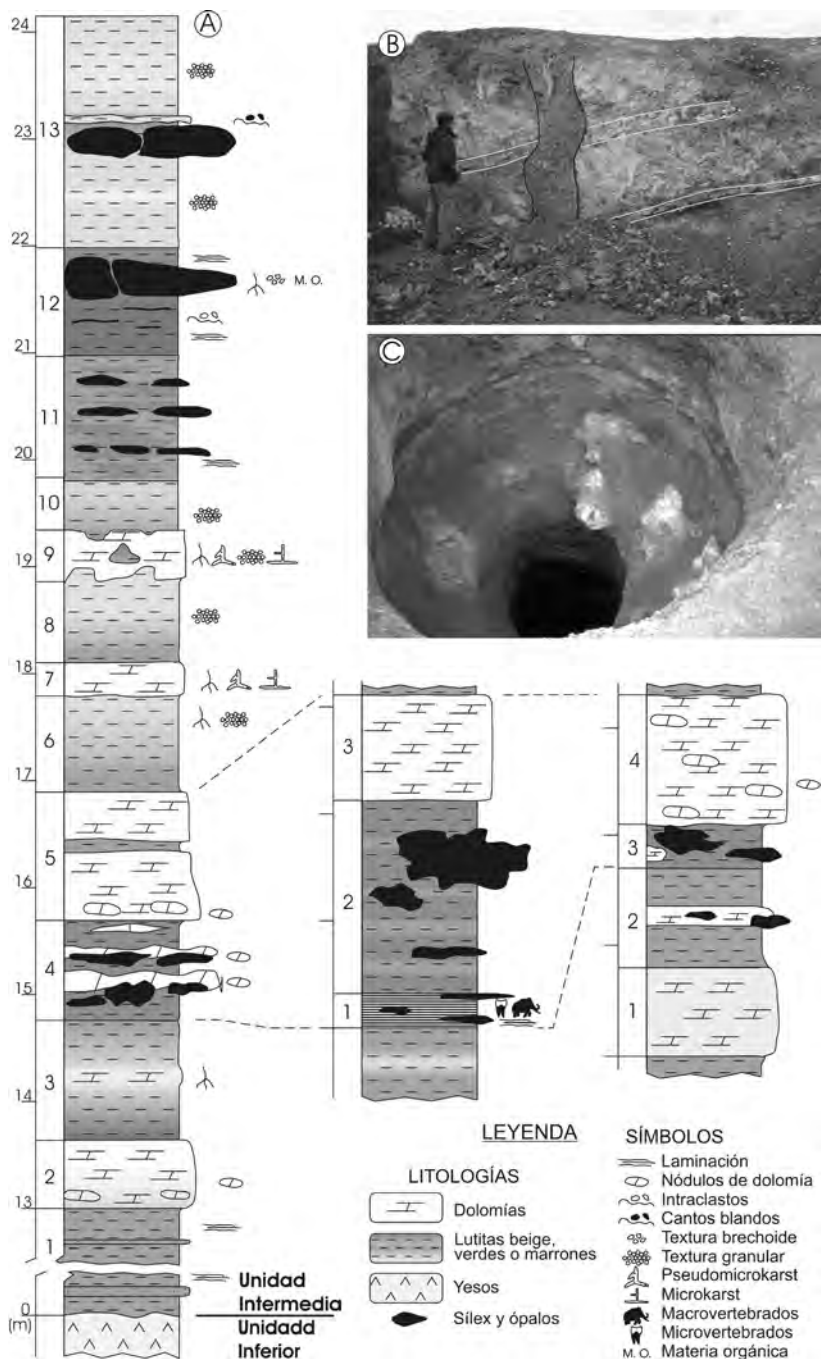 A
24
13
23
22
12
M. O.
21
11
20
10
9
19
8
18
7
6
17
5
16
4
15
3
14
2
13
1
0
(m)
Unidad
Intermedia
Unidadd
Inferior
B
C
3
2
1
4
3
2
1
LEYENDA
LITOLOGÍAS
Dolomías
Lutitas beige,
verdes o marrones
Yesos
Sílex y ópalos
SÍMBOLOS
Laminación
Nódulos de dolomía
Intraclastos
Cantos blandos
Textura brechoide
Textura granular
Pseudomicrokarst
Microkarst
Macrovertebrados
Microvertebrados
M. O. Materia orgánica